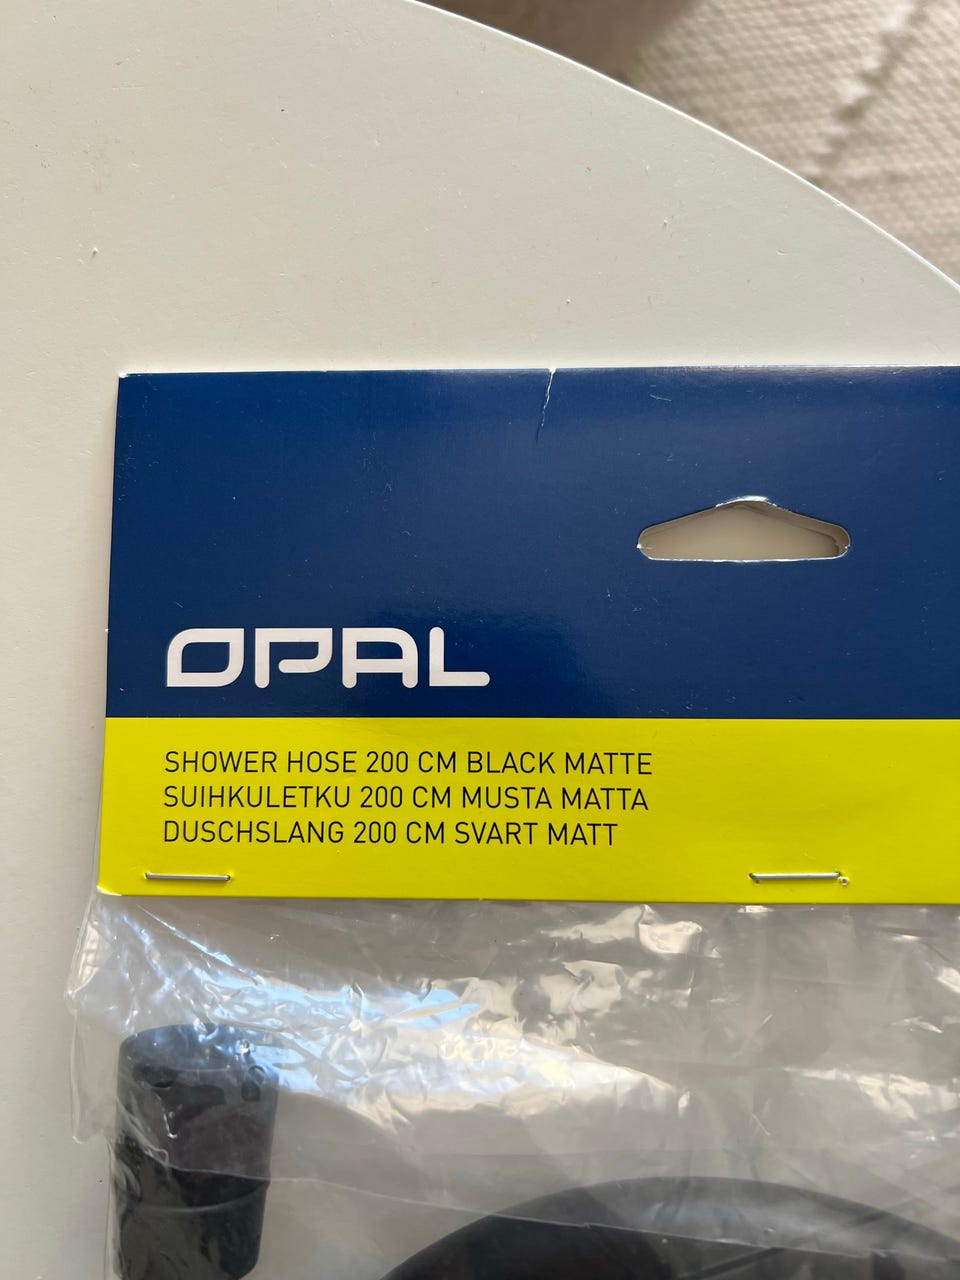 OPAL
SHOWER HOSE 200 CM BLACK MATTE
SUIHKULETKU 200 CM MUSTA MATTA
DUSCHSLANG 200 CM SVART MATT